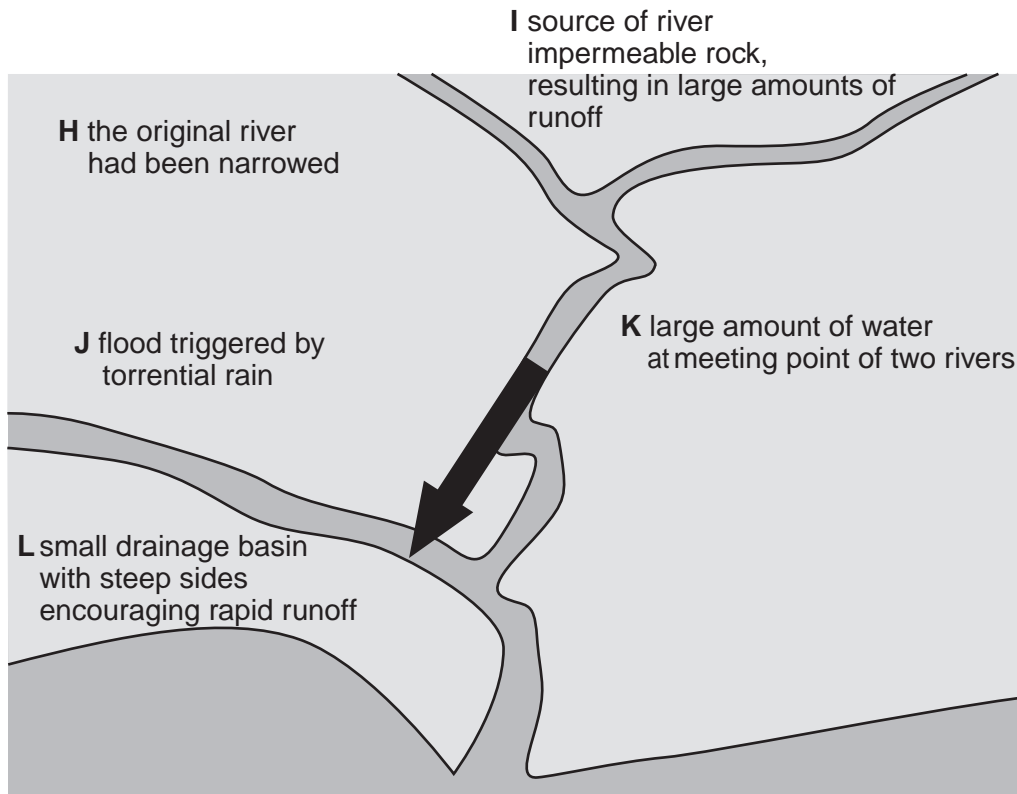 I source of river
impermeable rock,
resulting in large amounts of
runoff
H the original river
had been narrowed
J flood triggered by
torrential rain
K large amount of water
at meeting point of two rivers
L small drainage basin
with steep sides
encouraging rapid runoff